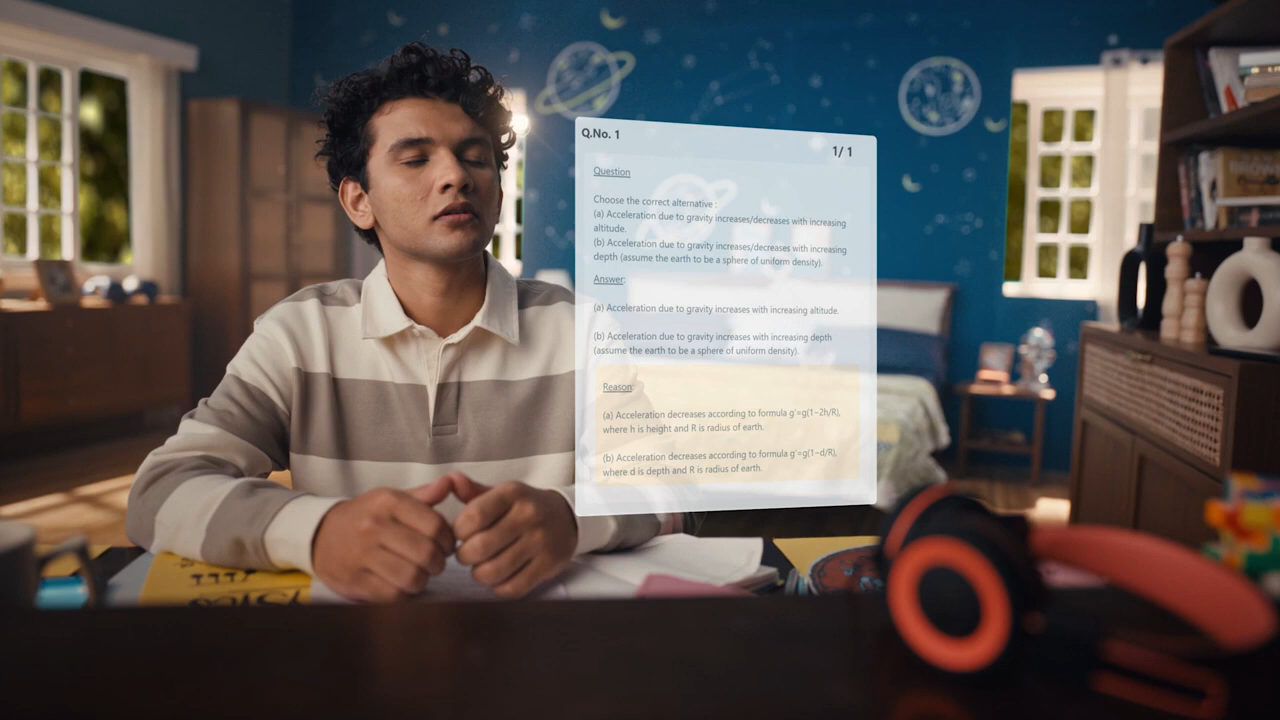 Q.No. 1
1/ 1
Question
Choose the correct alternative :
(a) Acceleration due to gravity increases/decreases with increasing
altitude.
(b) Acceleration due to gravity increases/decreases with increasing
depth (assume the earth to be a sphere of uniform density).
Answer:
(a) Acceleration due to gravity increases with increasing altitude.
(b) Acceleration due to gravity increases with increasing depth
(assume the earth to be a sphere of uniform density).
Reason:
(a) Acceleration decreases according to formula g'=g(1−2h/R),
where h is height and R is radius of earth.
(b) Acceleration decreases according to formula g'=g(1−d/R),
where d is depth and R is radius of earth.